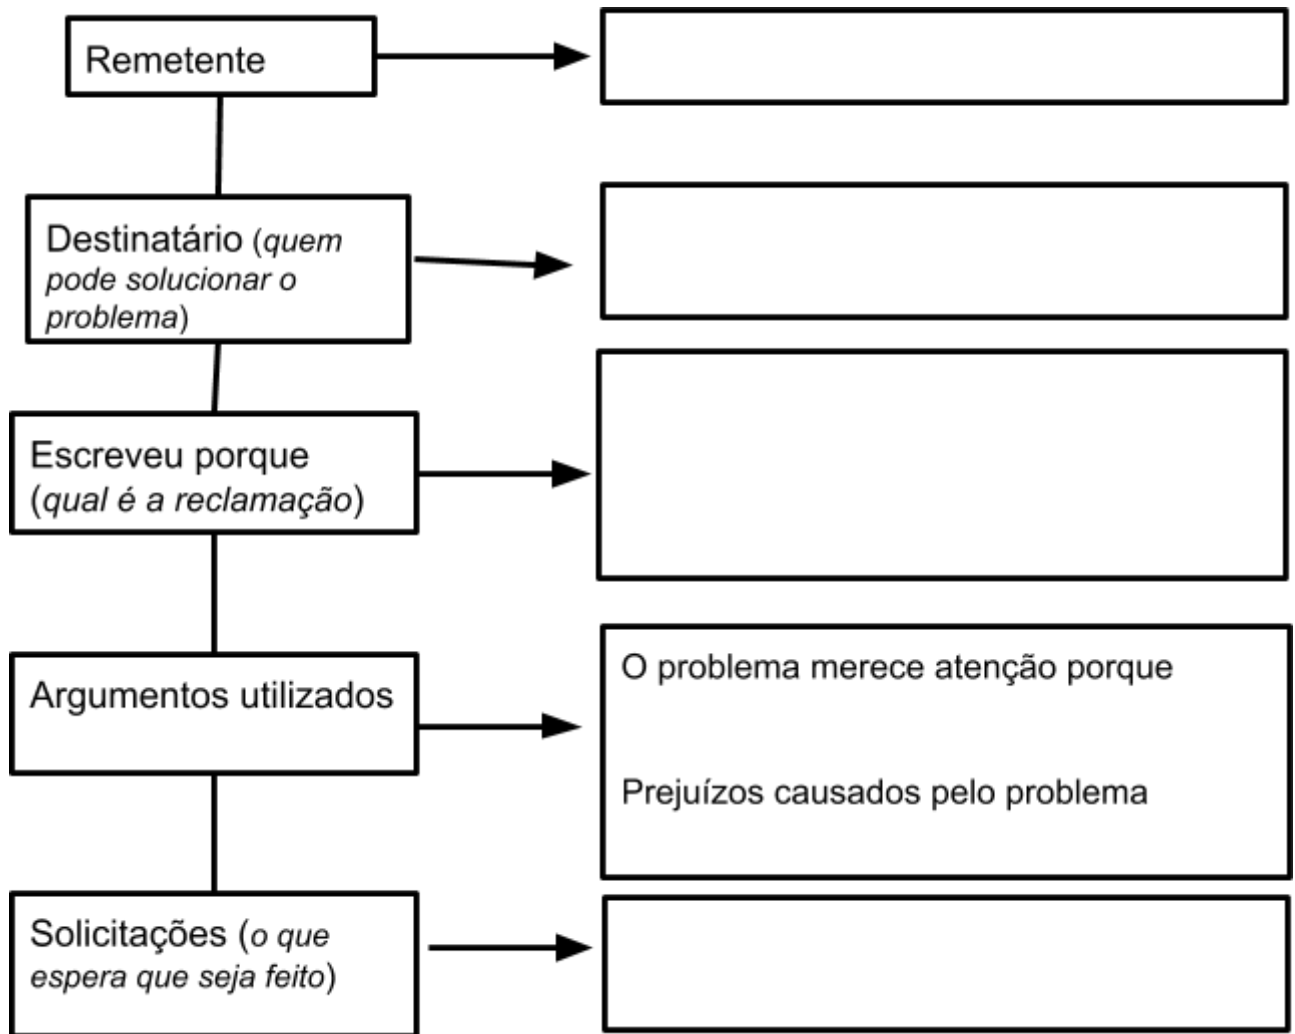 Remetente
Destinatário (quem
pode solucionar o
problema)
Escreveu porque
(qual é a reclamação)
Argumentos utilizados
O problema merece atenção porque
Prejuízos causados pelo problema
Solicitações (o que
espera que seja feito)